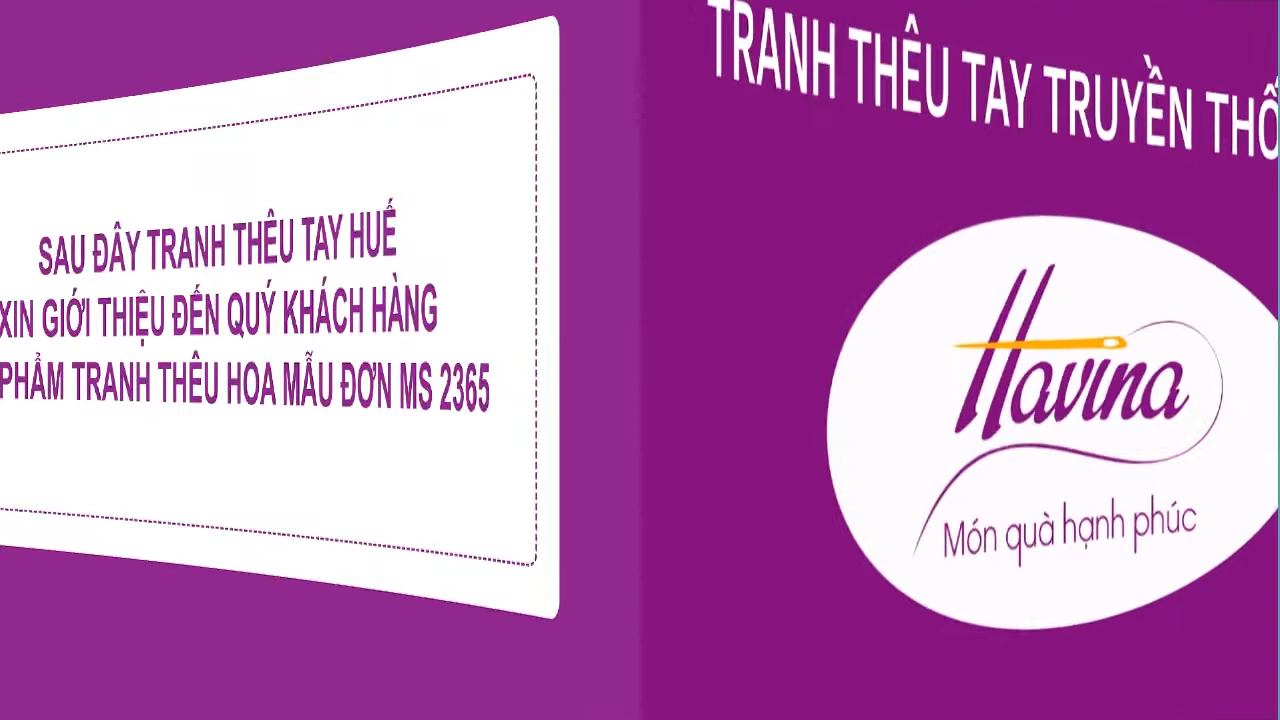 SAU ĐÂY TRANH THÊU TAY HUẾ
XIN GIỚI THIỆU ĐẾN QUÝ KHÁCH HÀNG
PHẨM TRANH THÊU HOA MẪU ĐƠN MS 2365
TRANH THÊU TAY TRUYỀN
Havina
Món quà hạnh phúc